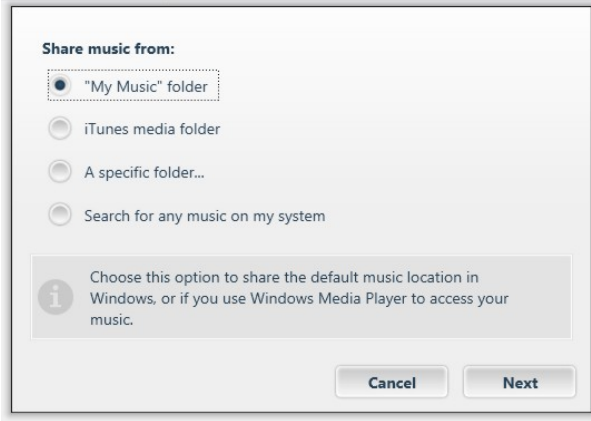 Share music from:
"My Music" folder
iTunes media folder
A specific folder...
Search for any music on my system
Choose this option to share the default music location in
Windows, or if you use Windows Media Player to access your
music.
Cancel Next